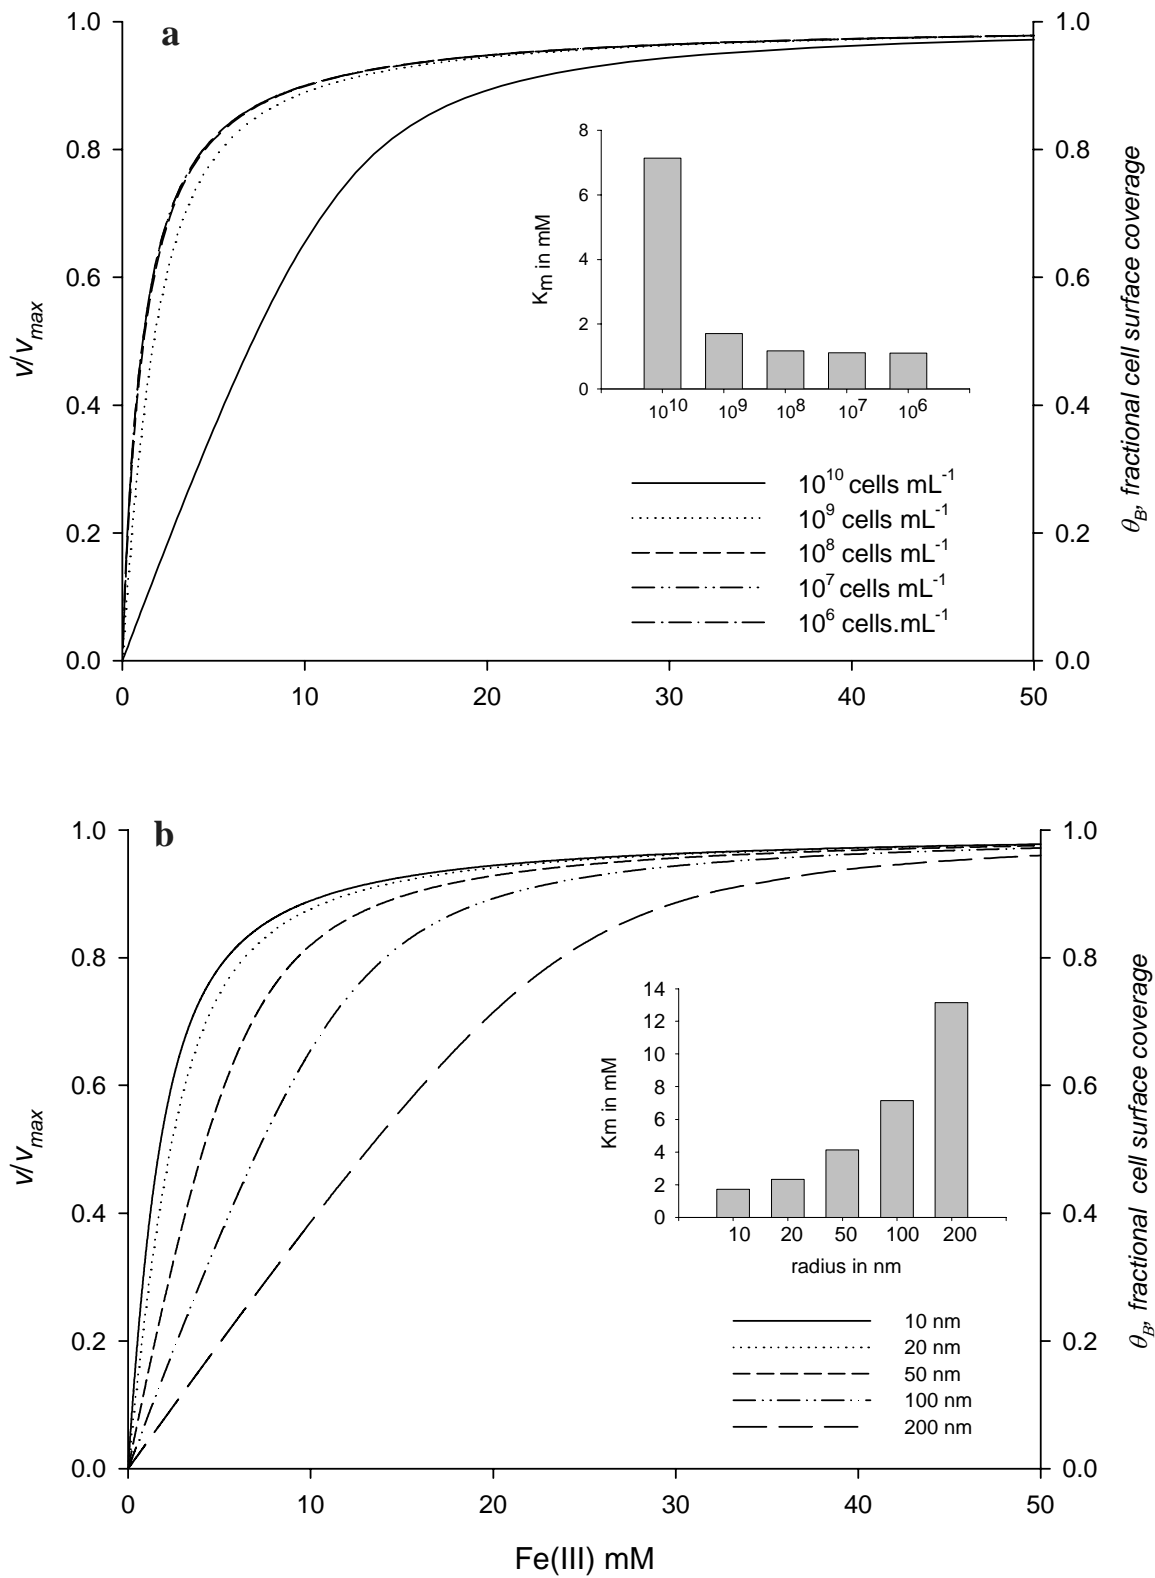 a
1.0
0.8
0.6
0.4
0.2
0.0
v/vmax
1.0
0.8
0.6
0.4
0.2
0.0
θB, fractional cell surface coverage
0 10 20 30 40 50
8
6
4
2
0
Km in mM
10^10 10^9 10^8 10^7 10^6
10^10 cells mL^-1
10^9 cells mL^-1
10^8 cells mL^-1
10^7 cells mL^-1
10^6 cells.mL^-1
b
1.0
0.8
0.6
0.4
0.2
0.0
v/vmax
1.0
0.8
0.6
0.4
0.2
0.0
θB, fractional cell surface coverage
14
12
10
8
6
4
2
0
Km in mM
10 20 50 100 200
radius in nm
10 nm
20 nm
50 nm
100 nm
200 nm
0 10 20 30 40 50
Fe(III) mM